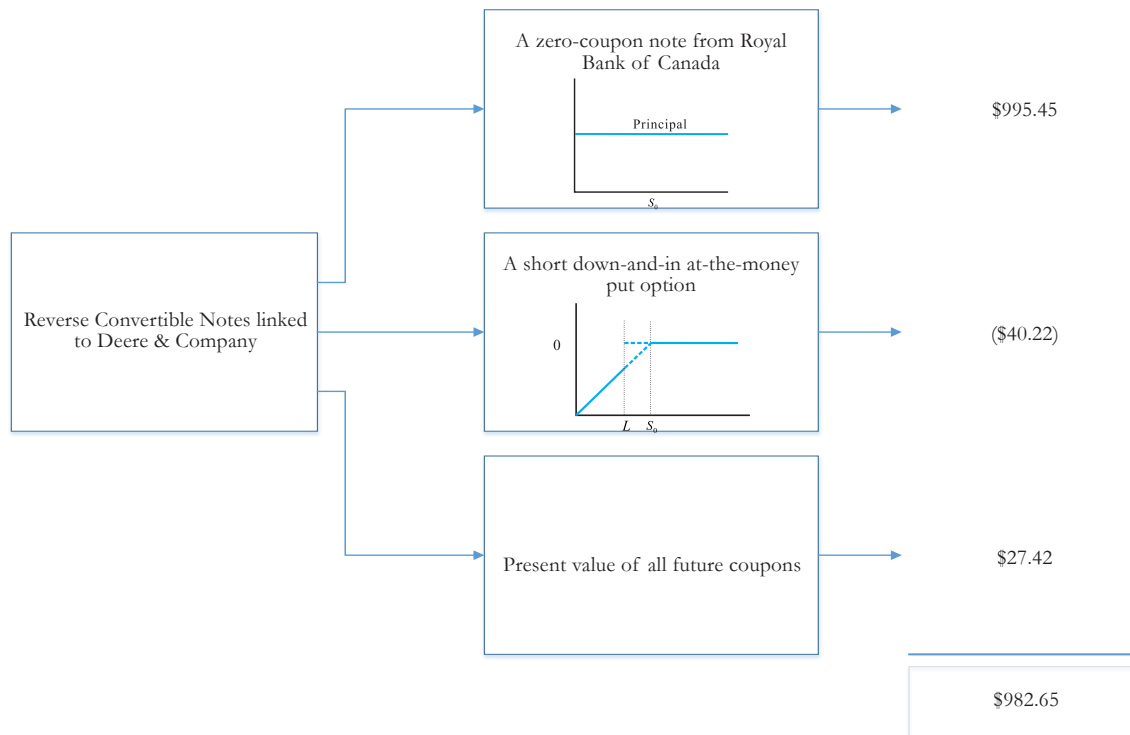 A zero-coupon note from Royal
Bank of Canada
Principal
S₀
$995.45
Reverse Convertible Notes linked
to Deere & Company
A short down-and-in at-the-money
put option
0
L S₀
($40.22)
Present value of all future coupons
$27.42
$982.65